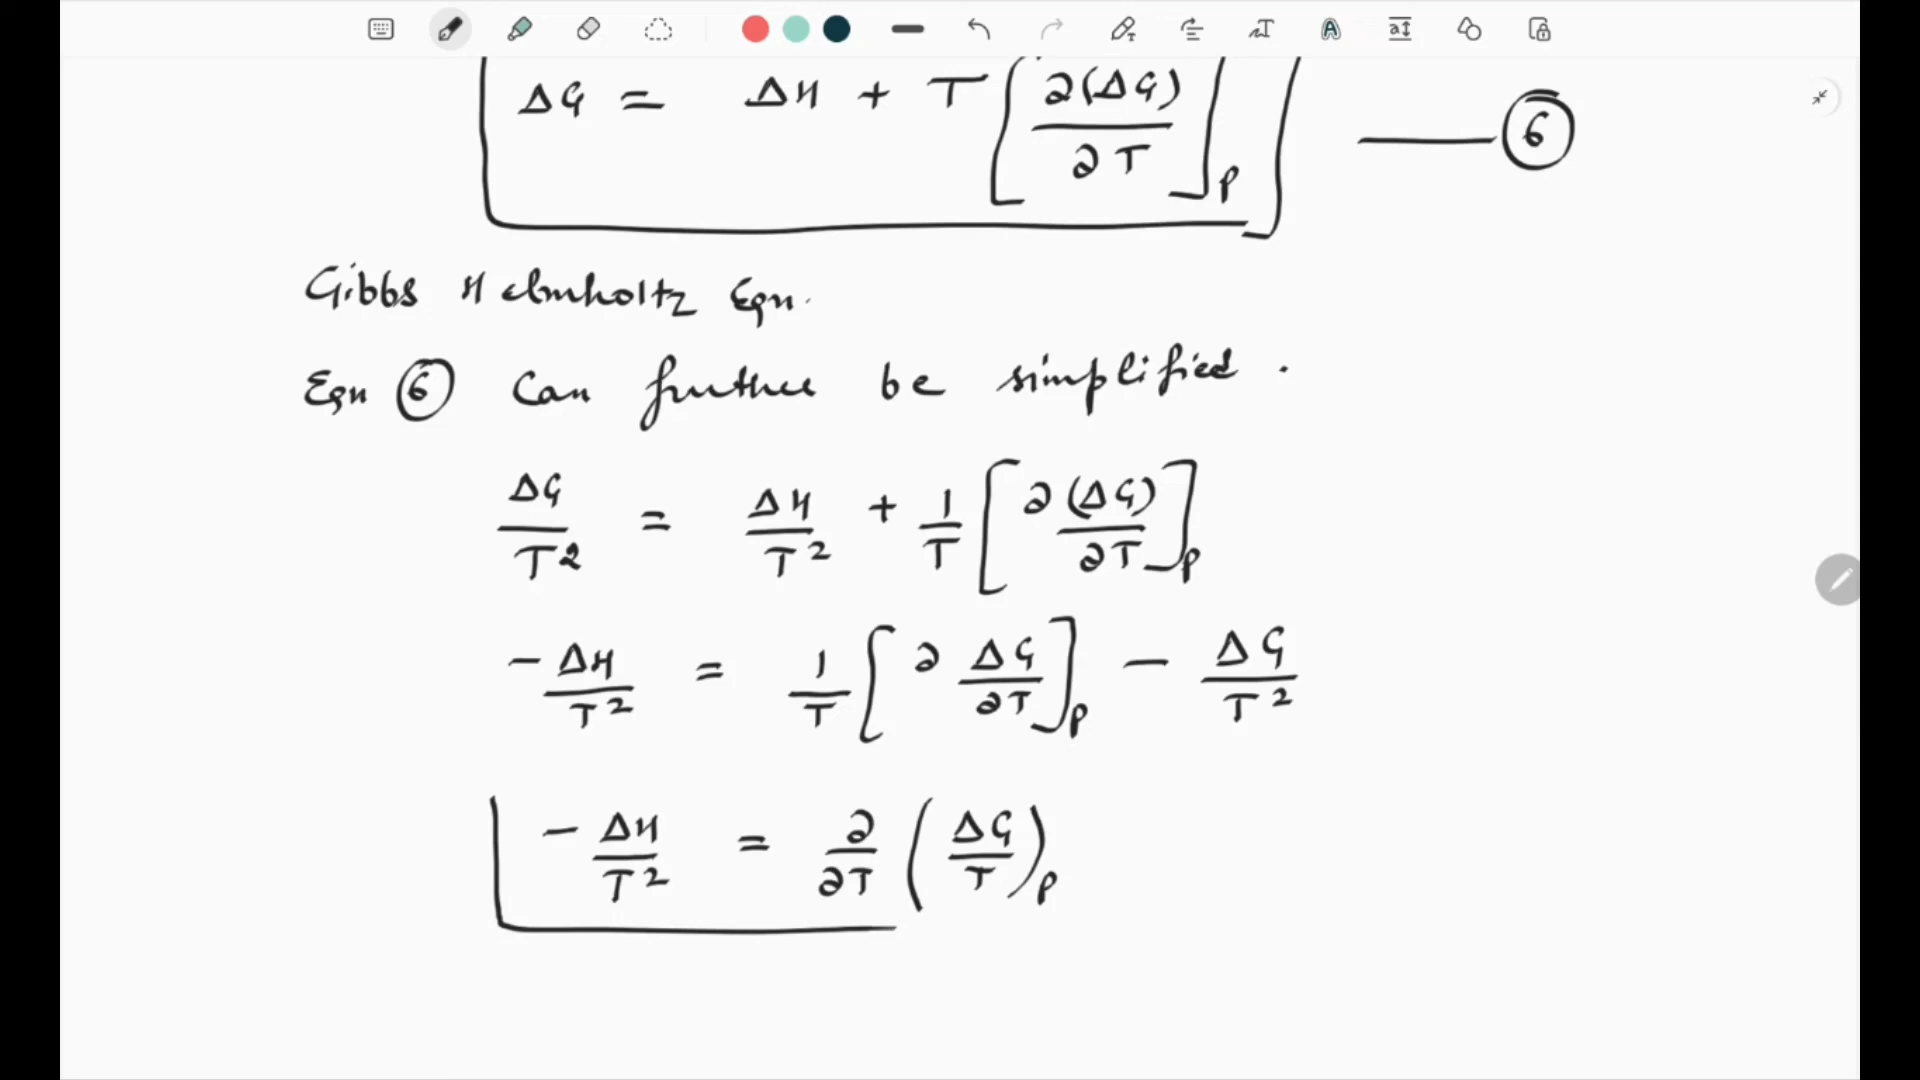 ΔG = ΔH + T [∂(ΔG)/∂T]P — 6
Gibbs Helmholtz Eqn.
Eqn 6 can further be simplified.
ΔG/T² = ΔH/T² + 1/T [∂(ΔG)/∂T]P
-ΔH/T² = 1/T [∂ ΔG/∂T]P - ΔG/T²
-ΔH/T² = ∂/∂T (ΔG/T)P